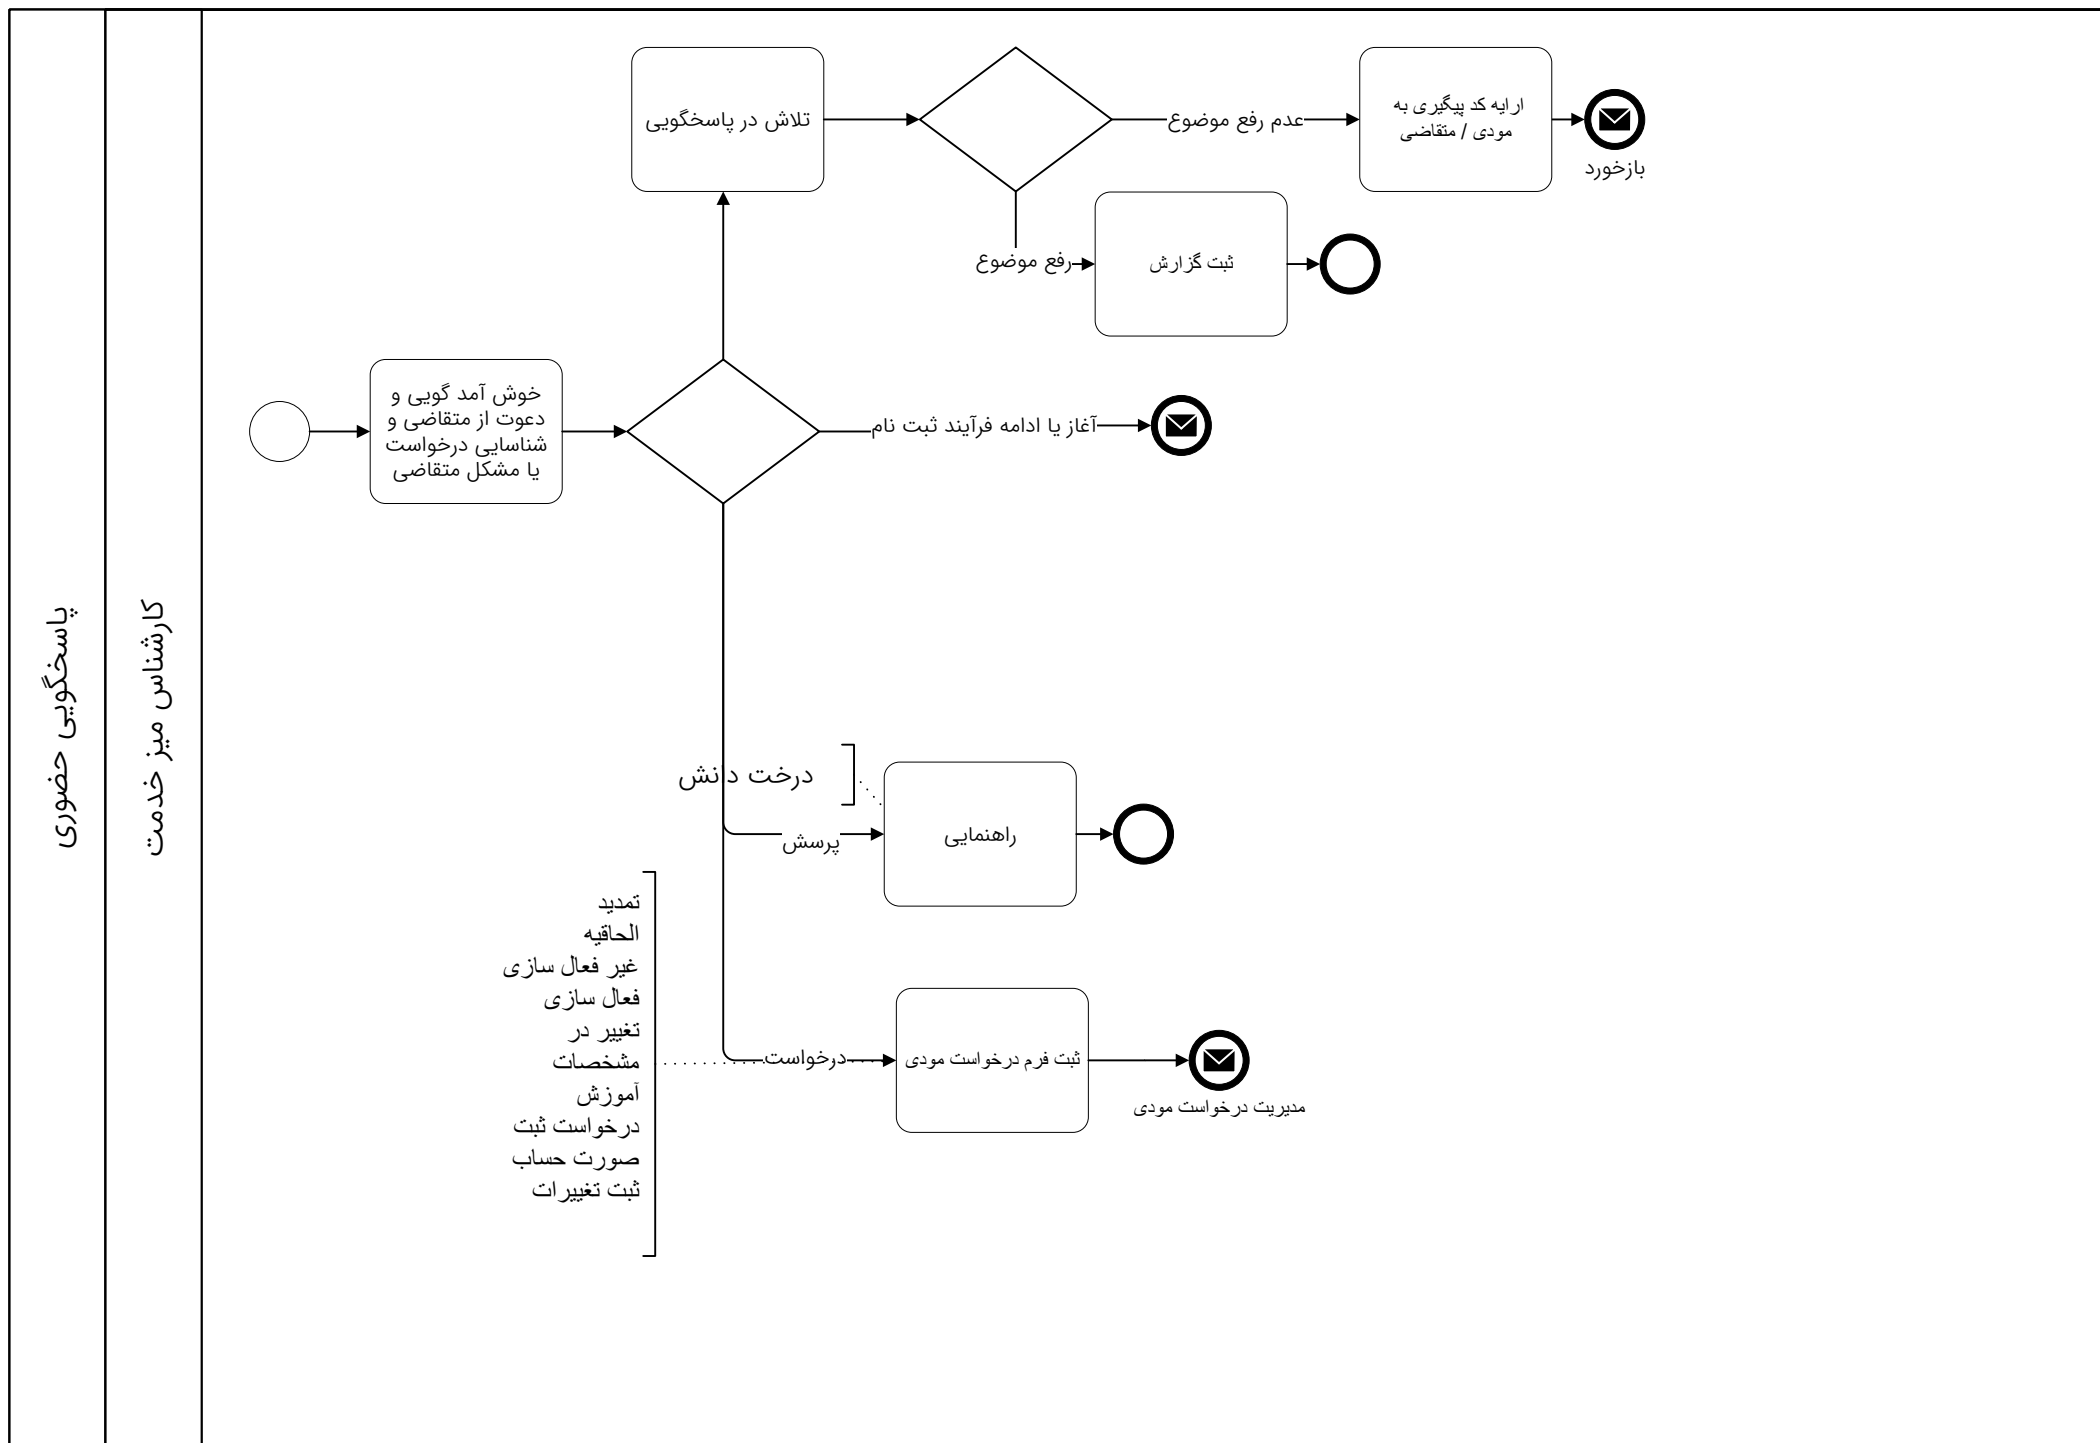 پاسخگویی حضوری
کارشناس میز خدمت
تلاش در پاسخگویی
عدم رفع موضوع
ارایه کد پیگیری به
مودی / متقاضی
بازخورد
رفع موضوع
ثبت گزارش
خوش آمد گویی و
دعوت از متقاضی و
شناسایی درخواست
یا مشکل متقاضی
آغاز یا ادامه فرآیند ثبت نام
درخت دانش
پرسش
راهنمایی
تمدید
الحاقیه
غیر فعال سازی
فعال سازی
تغییر در
مشخصات
آموزش
درخواست ثبت
صورت حساب
ثبت تغییرات
درخواست
ثبت فرم درخواست مودی
مدیریت درخواست مودی